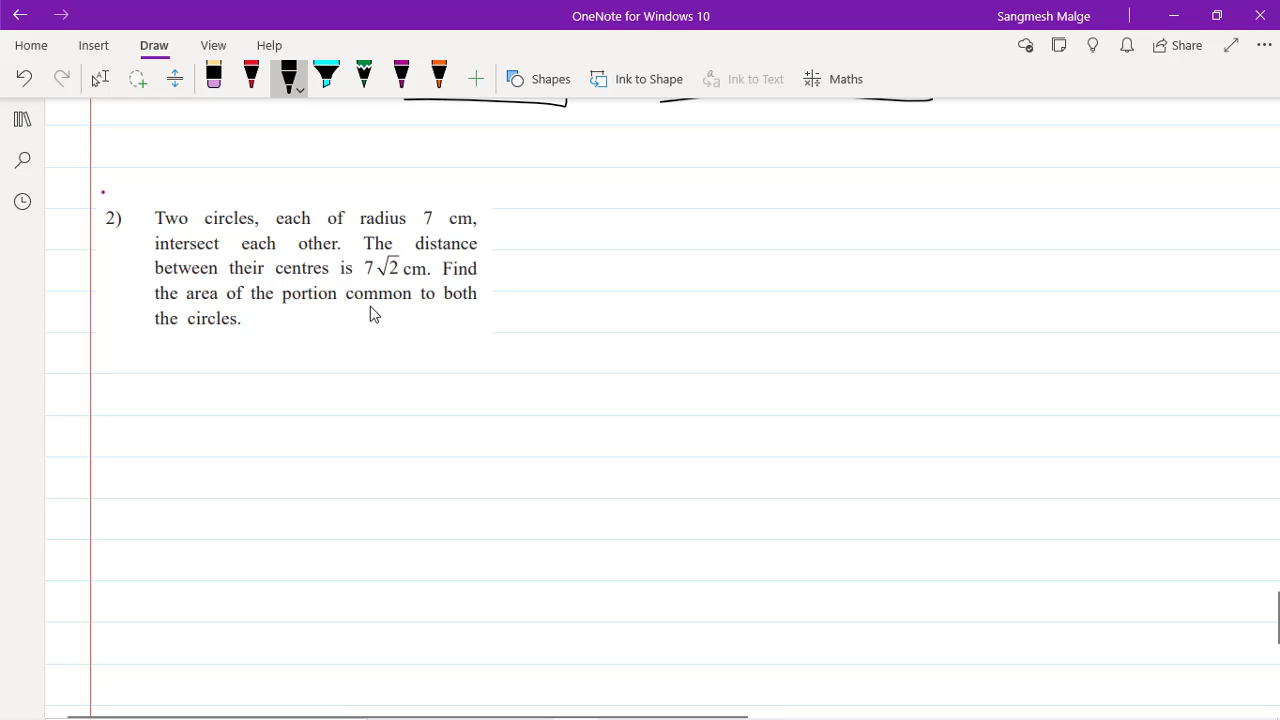 OneNote for Windows 10
Sangmesh Malge
Home Insert Draw View Help
Share
Shapes Ink to Shape Ink to Text Maths
2) Two circles, each of radius 7 cm,
intersect each other. The distance
between their centres is 7√2 cm. Find
the area of the portion common to both
the circles.